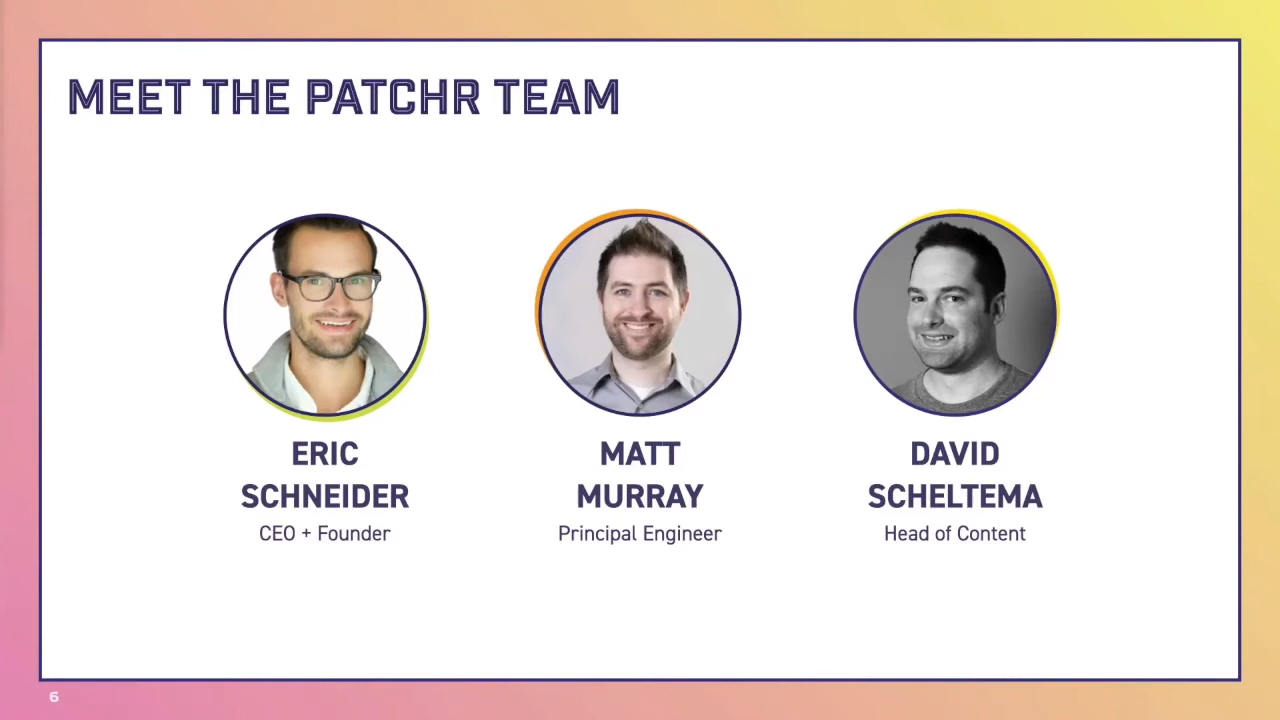 MEET THE PATCHR TEAM
ERIC
SCHNEIDER
CEO + Founder
MATT
MURRAY
Principal Engineer
DAVID
SCHELTEMA
Head of Content
6